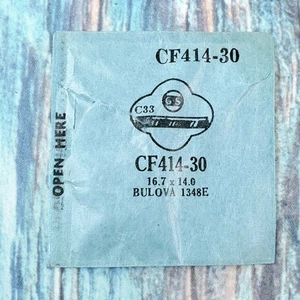 CF414-30
C33
GS
CF414-30
16.7 x 14.0
BULOVA 1348E
OPEN HERE